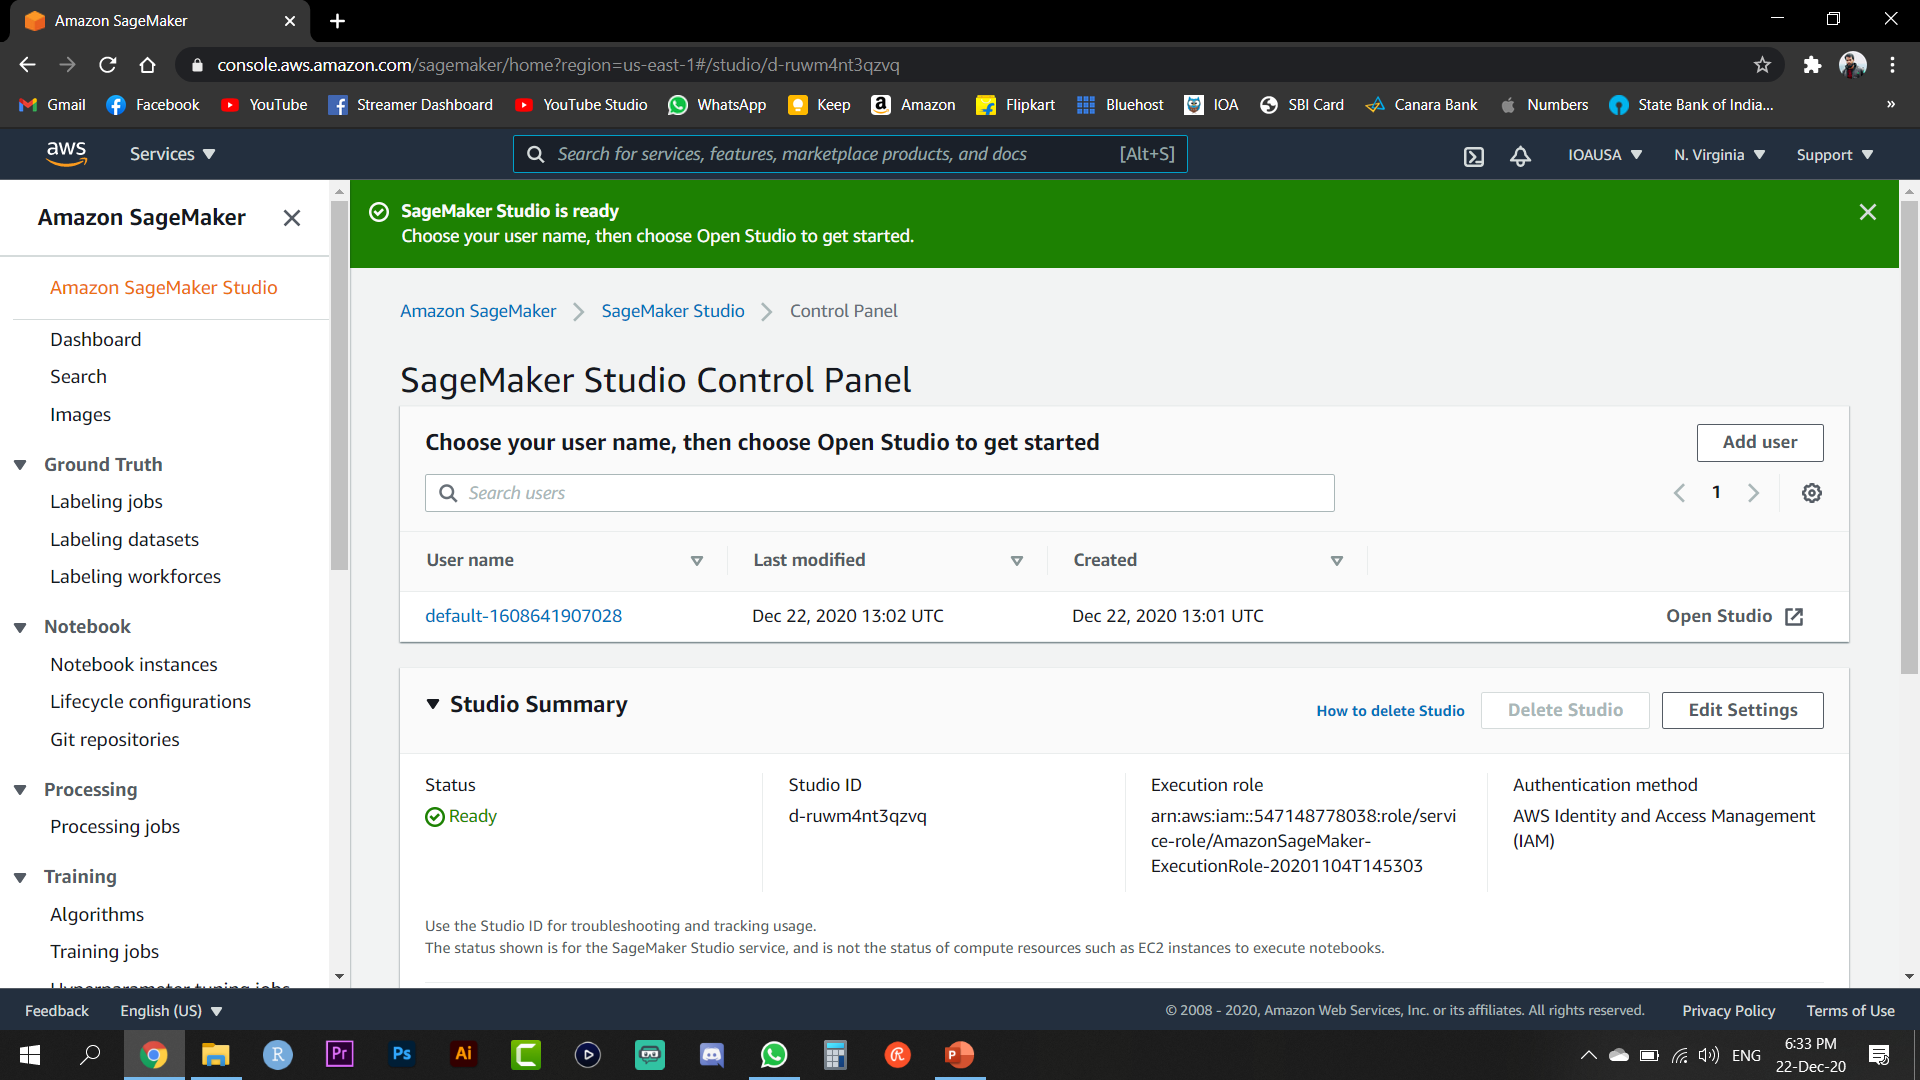 Amazon SageMaker
console.aws.amazon.com/sagemaker/home?region=us-east-1#/studio/d-ruwm4nt3qzvq
Gmail Facebook YouTube Streamer Dashboard YouTube Studio WhatsApp Keep Amazon Flipkart Bluehost IOA SBI Card Canara Bank Numbers State Bank of India... »
aws Services Search for services, features, marketplace products, and docs [Alt+S] IOAUSA N. Virginia Support
Amazon SageMaker
Amazon SageMaker Studio
Dashboard
Search
Images
Ground Truth
Labeling jobs
Labeling datasets
Labeling workforces
Notebook
Notebook instances
Lifecycle configurations
Git repositories
Processing
Processing jobs
Training
Algorithms
Training jobs
Hyperparameter tuning jobs
SageMaker Studio is ready
Choose your user name, then choose Open Studio to get started.
Amazon SageMaker SageMaker Studio Control Panel
SageMaker Studio Control Panel
Choose your user name, then choose Open Studio to get started Add user
Search users 1
User name Last modified Created
default-1608641907028 Dec 22, 2020 13:02 UTC Dec 22, 2020 13:01 UTC Open Studio
Studio Summary How to delete Studio Delete Studio Edit Settings
Status
Ready
Studio ID
d-ruwm4nt3qzvq
Execution role
arn:aws:iam::547148778038:role/servi
ce-role/AmazonSageMaker-
ExecutionRole-20201104T145303
Authentication method
AWS Identity and Access Management
(IAM)
Use the Studio ID for troubleshooting and tracking usage.
The status shown is for the SageMaker Studio service, and is not the status of compute resources such as EC2 instances to execute notebooks.
Feedback English (US) © 2008 - 2020, Amazon Web Services, Inc. or its affiliates. All rights reserved. Privacy Policy Terms of Use
R Pr Ps Ai C R P ENG
6:33 PM
22-Dec-20